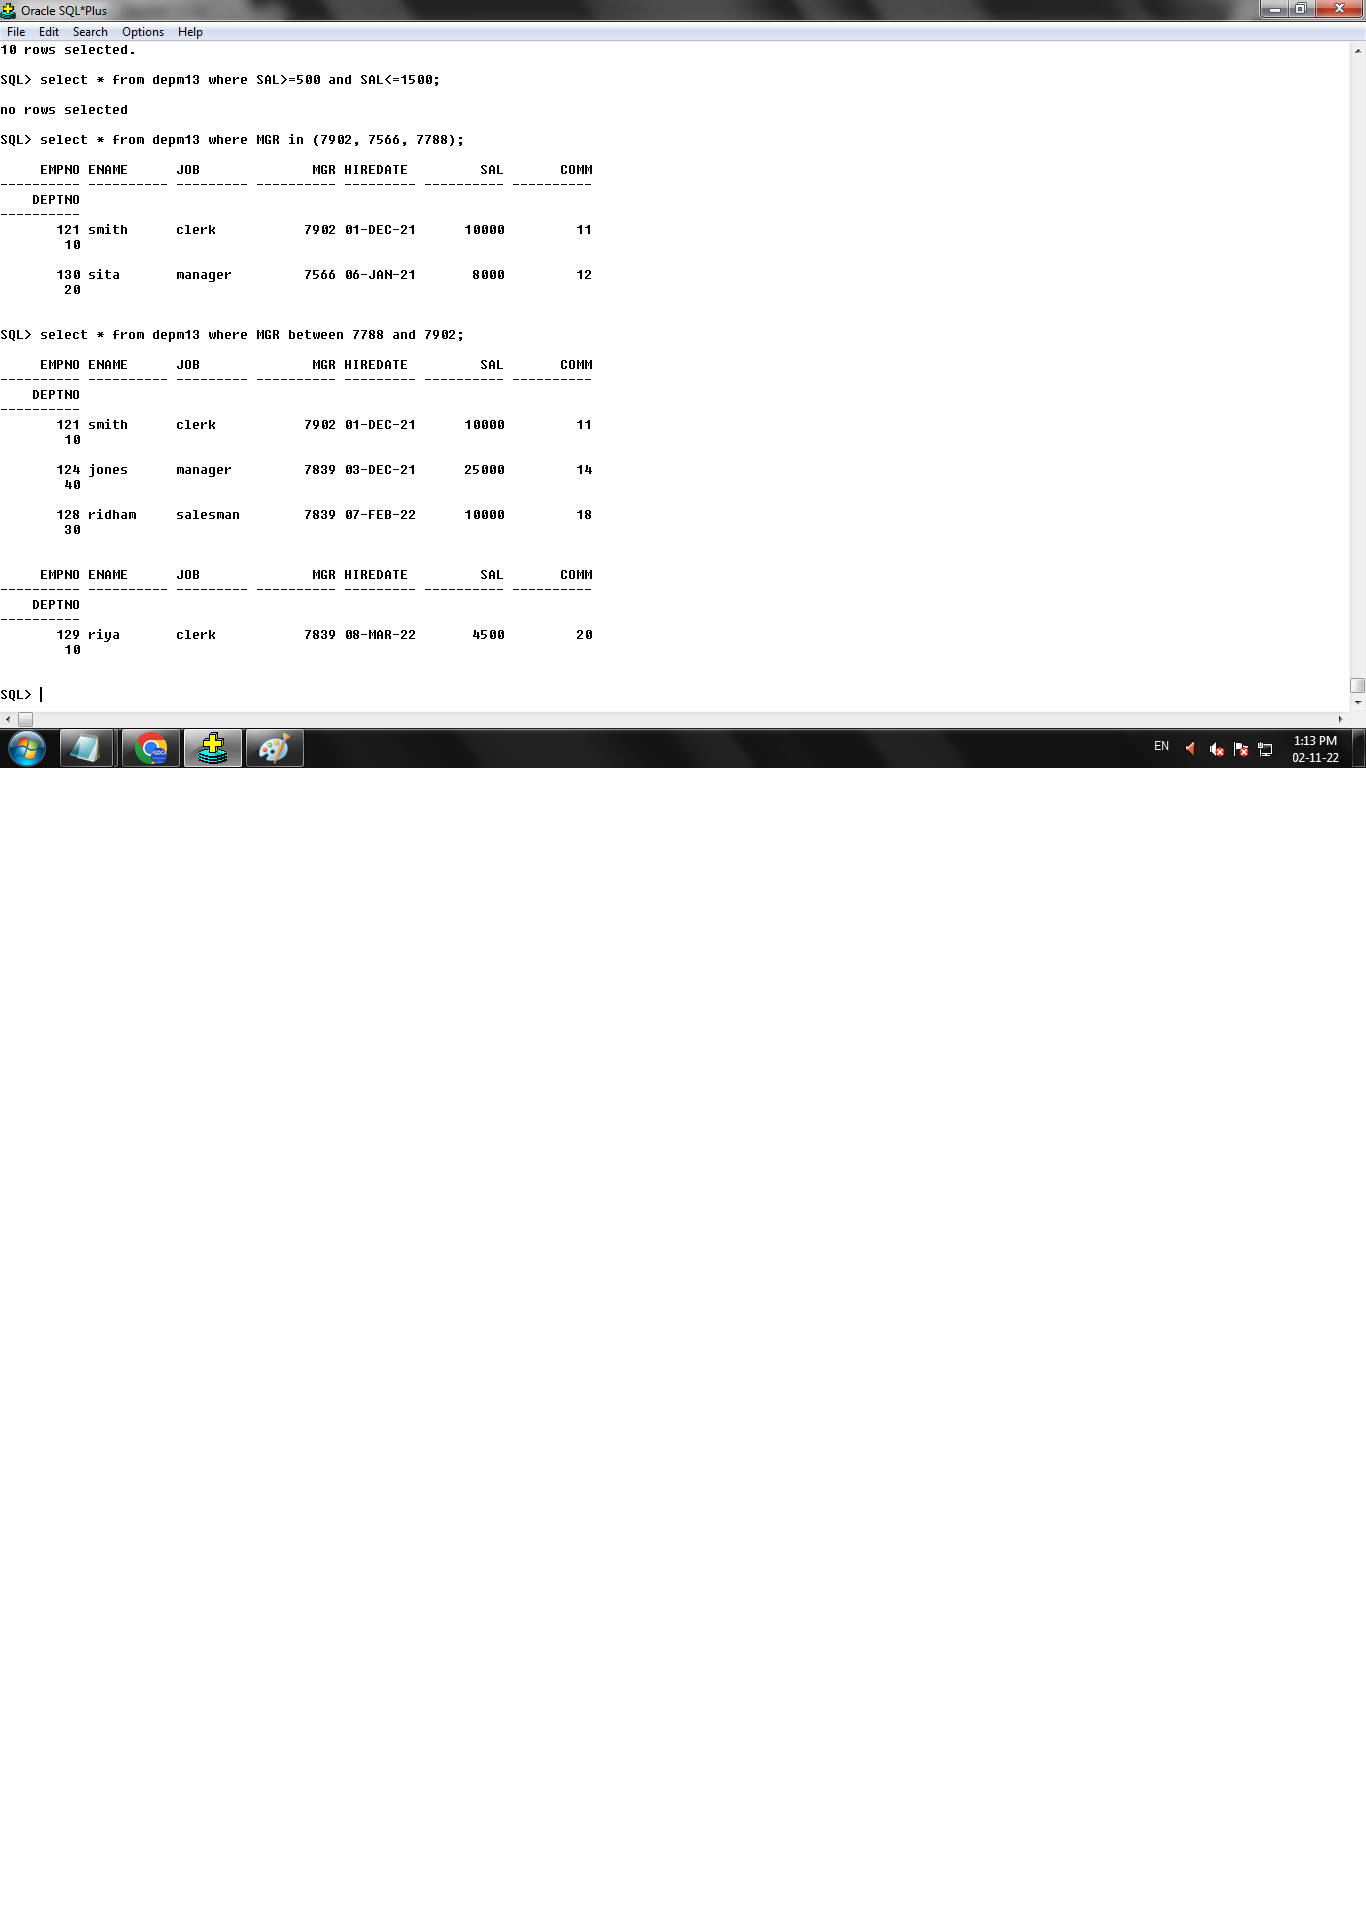 Oracle SQL*Plus
File Edit Search Options Help
10 rows selected.
SQL> select * from depm13 where SAL>=500 and SAL<=1500;
no rows selected
SQL> select * from depm13 where MGR in (7902, 7566, 7788);
     EMPNO ENAME      JOB              MGR HIREDATE         SAL       COMM
---------- ---------- --------- ---------- --------- ---------- ----------
    DEPTNO
----------
       121 smith      clerk           7902 01-DEC-21      10000         11
        10
       130 sita       manager         7566 06-JAN-21       8000         12
        20
SQL> select * from depm13 where MGR between 7788 and 7902;
     EMPNO ENAME      JOB              MGR HIREDATE         SAL       COMM
---------- ---------- --------- ---------- --------- ---------- ----------
    DEPTNO
----------
       121 smith      clerk           7902 01-DEC-21      10000         11
        10
       124 jones      manager         7839 03-DEC-21      25000         14
        40
       128 ridham     salesman        7839 07-FEB-22      10000         18
        30
     EMPNO ENAME      JOB              MGR HIREDATE         SAL       COMM
---------- ---------- --------- ---------- --------- ---------- ----------
    DEPTNO
----------
       129 riya       clerk           7839 08-MAR-22       4500         20
        10
SQL>
EN
1:13 PM
02-11-22